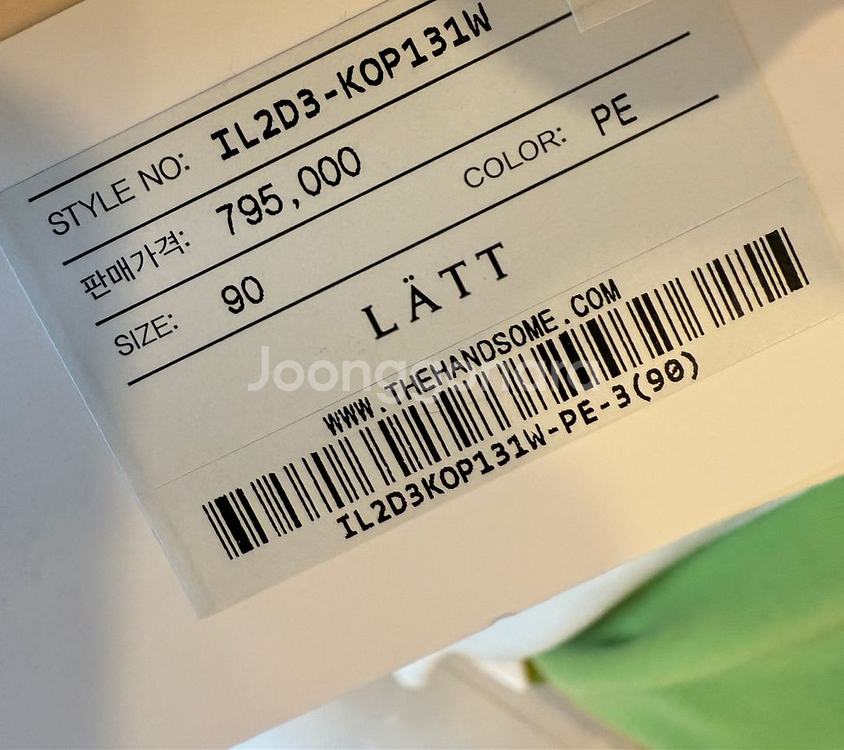 STYLE NO: IL2D3-KOP131W
판매가격: 795,000 COLOR: PE
SIZE: 90
LÄTT
WWW.THEHANDSOME.COM
Joonggonara
IL2D3KOP131W-PE-3(90)